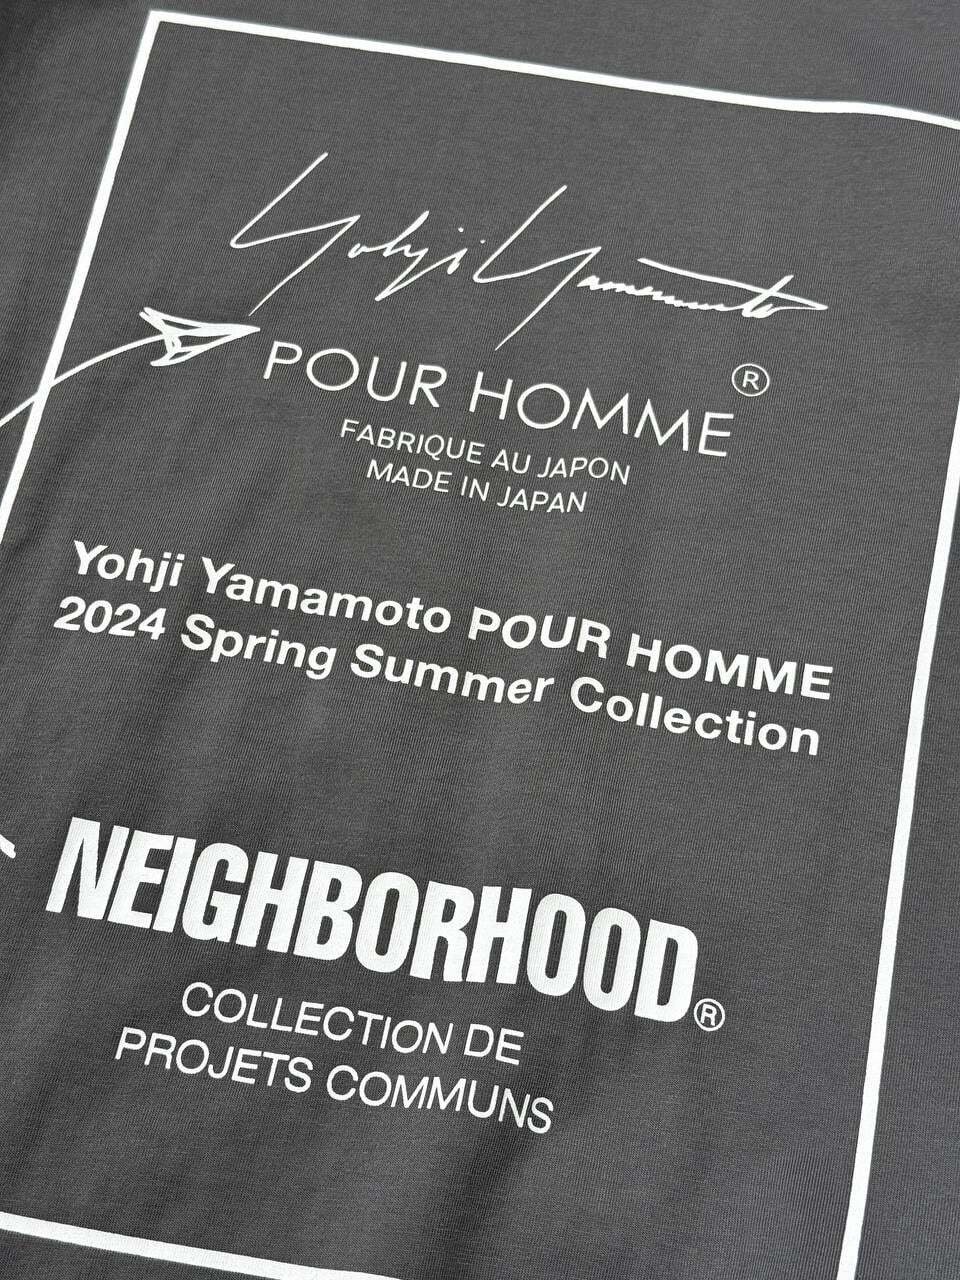 Yohji Yamamoto
POUR HOMME ®
FABRIQUE AU JAPON
MADE IN JAPAN
Yohji Yamamoto POUR HOMME
2024 Spring Summer Collection
NEIGHBORHOOD®
COLLECTION DE
PROJETS COMMUNS